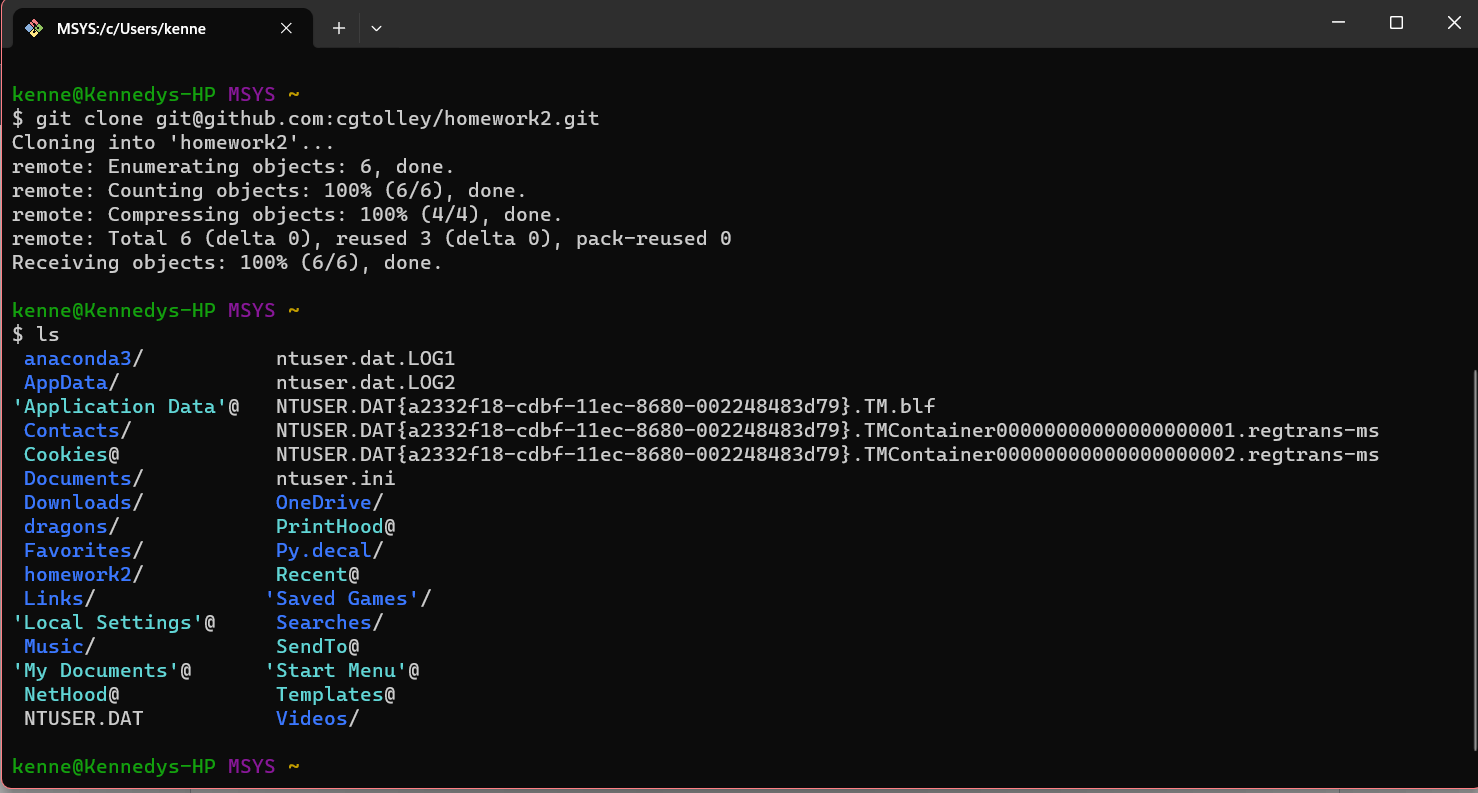 MSYS:/c/Users/kenne
kenne@Kennedys-HP MSYS ~
$ git clone git@github.com:cgtolley/homework2.git
Cloning into 'homework2'...
remote: Enumerating objects: 6, done.
remote: Counting objects: 100% (6/6), done.
remote: Compressing objects: 100% (4/4), done.
remote: Total 6 (delta 0), reused 3 (delta 0), pack-reused 0
Receiving objects: 100% (6/6), done.
kenne@Kennedys-HP MSYS ~
$ ls
anaconda3/ ntuser.dat.LOG1
AppData/ ntuser.dat.LOG2
'Application Data'@ NTUSER.DAT{a2332f18-cdbf-11ec-8680-002248483d79}.TM.blf
Contacts/ NTUSER.DAT{a2332f18-cdbf-11ec-8680-002248483d79}.TMContainer00000000000000000001.regtrans-ms
Cookies@ NTUSER.DAT{a2332f18-cdbf-11ec-8680-002248483d79}.TMContainer00000000000000000002.regtrans-ms
Documents/ ntuser.ini
Downloads/ OneDrive/
dragons/ PrintHood@
Favorites/ Py.decal/
homework2/ Recent@
Links/ 'Saved Games'/
'Local Settings'@ Searches/
Music/ SendTo@
'My Documents'@ 'Start Menu'@
NetHood@ Templates@
NTUSER.DAT Videos/
kenne@Kennedys-HP MSYS ~